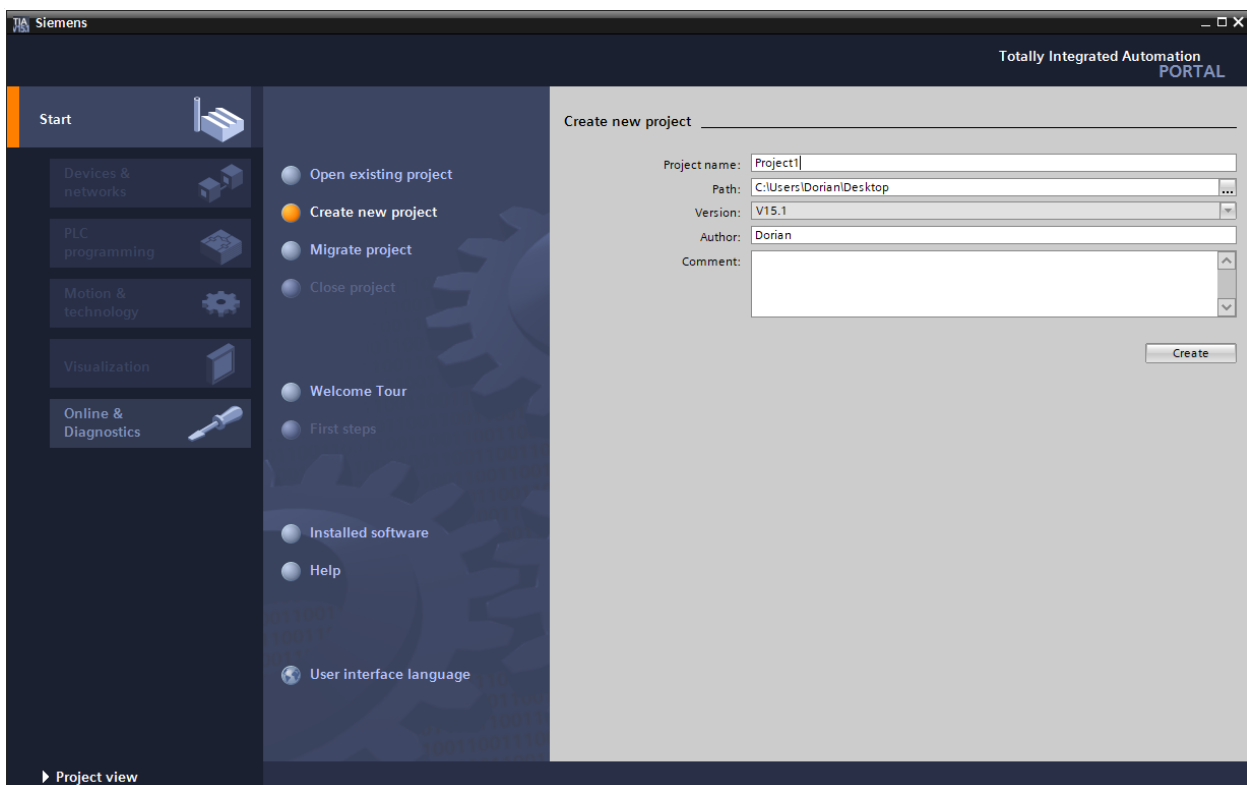 Siemens
Totally Integrated Automation
PORTAL
Start
Devices &
networks
PLC
programming
Motion &
technology
Visualization
Online &
Diagnostics
Open existing project
Create new project
Migrate project
Close project
Welcome Tour
First steps
Installed software
Help
User interface language
Create new project
Project name: Project1
Path: C:\Users\Dorian\Desktop ...
Version: V15.1
Author: Dorian
Comment:
Create
Project view